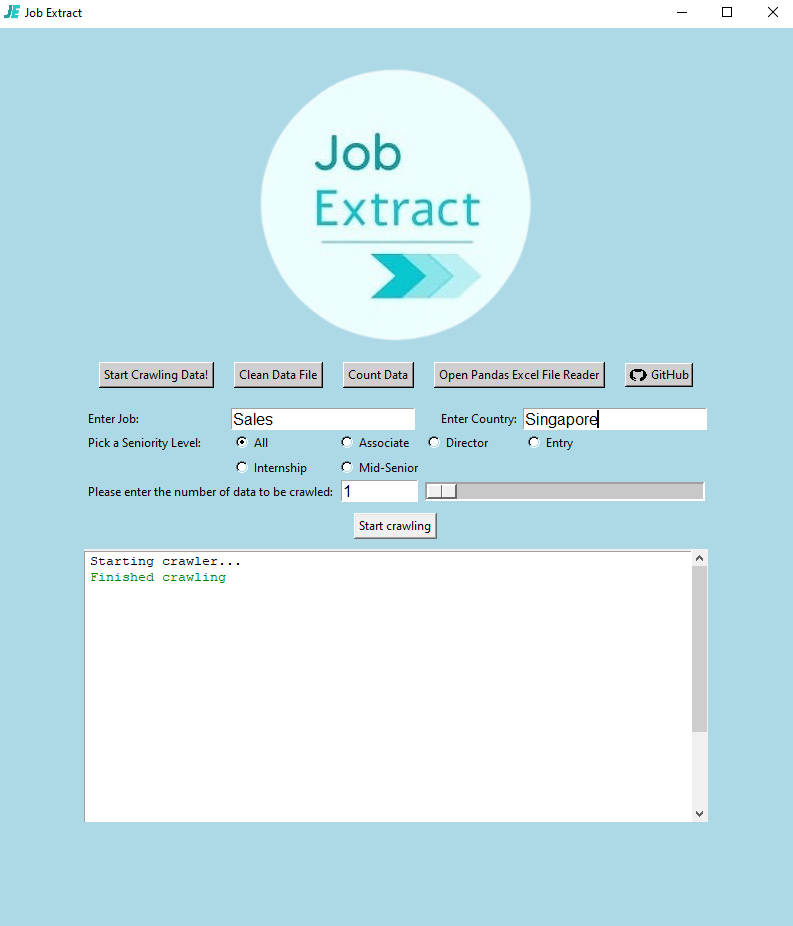 JE Job Extract
Job
Extract
Start Crawling Data! Clean Data File Count Data Open Pandas Excel File Reader GitHub
Enter Job: Sales Enter Country: Singapore
Pick a Seniority Level: All Associate Director Entry
Internship Mid-Senior
Please enter the number of data to be crawled: 1
Start crawling
Starting crawler...
Finished crawling